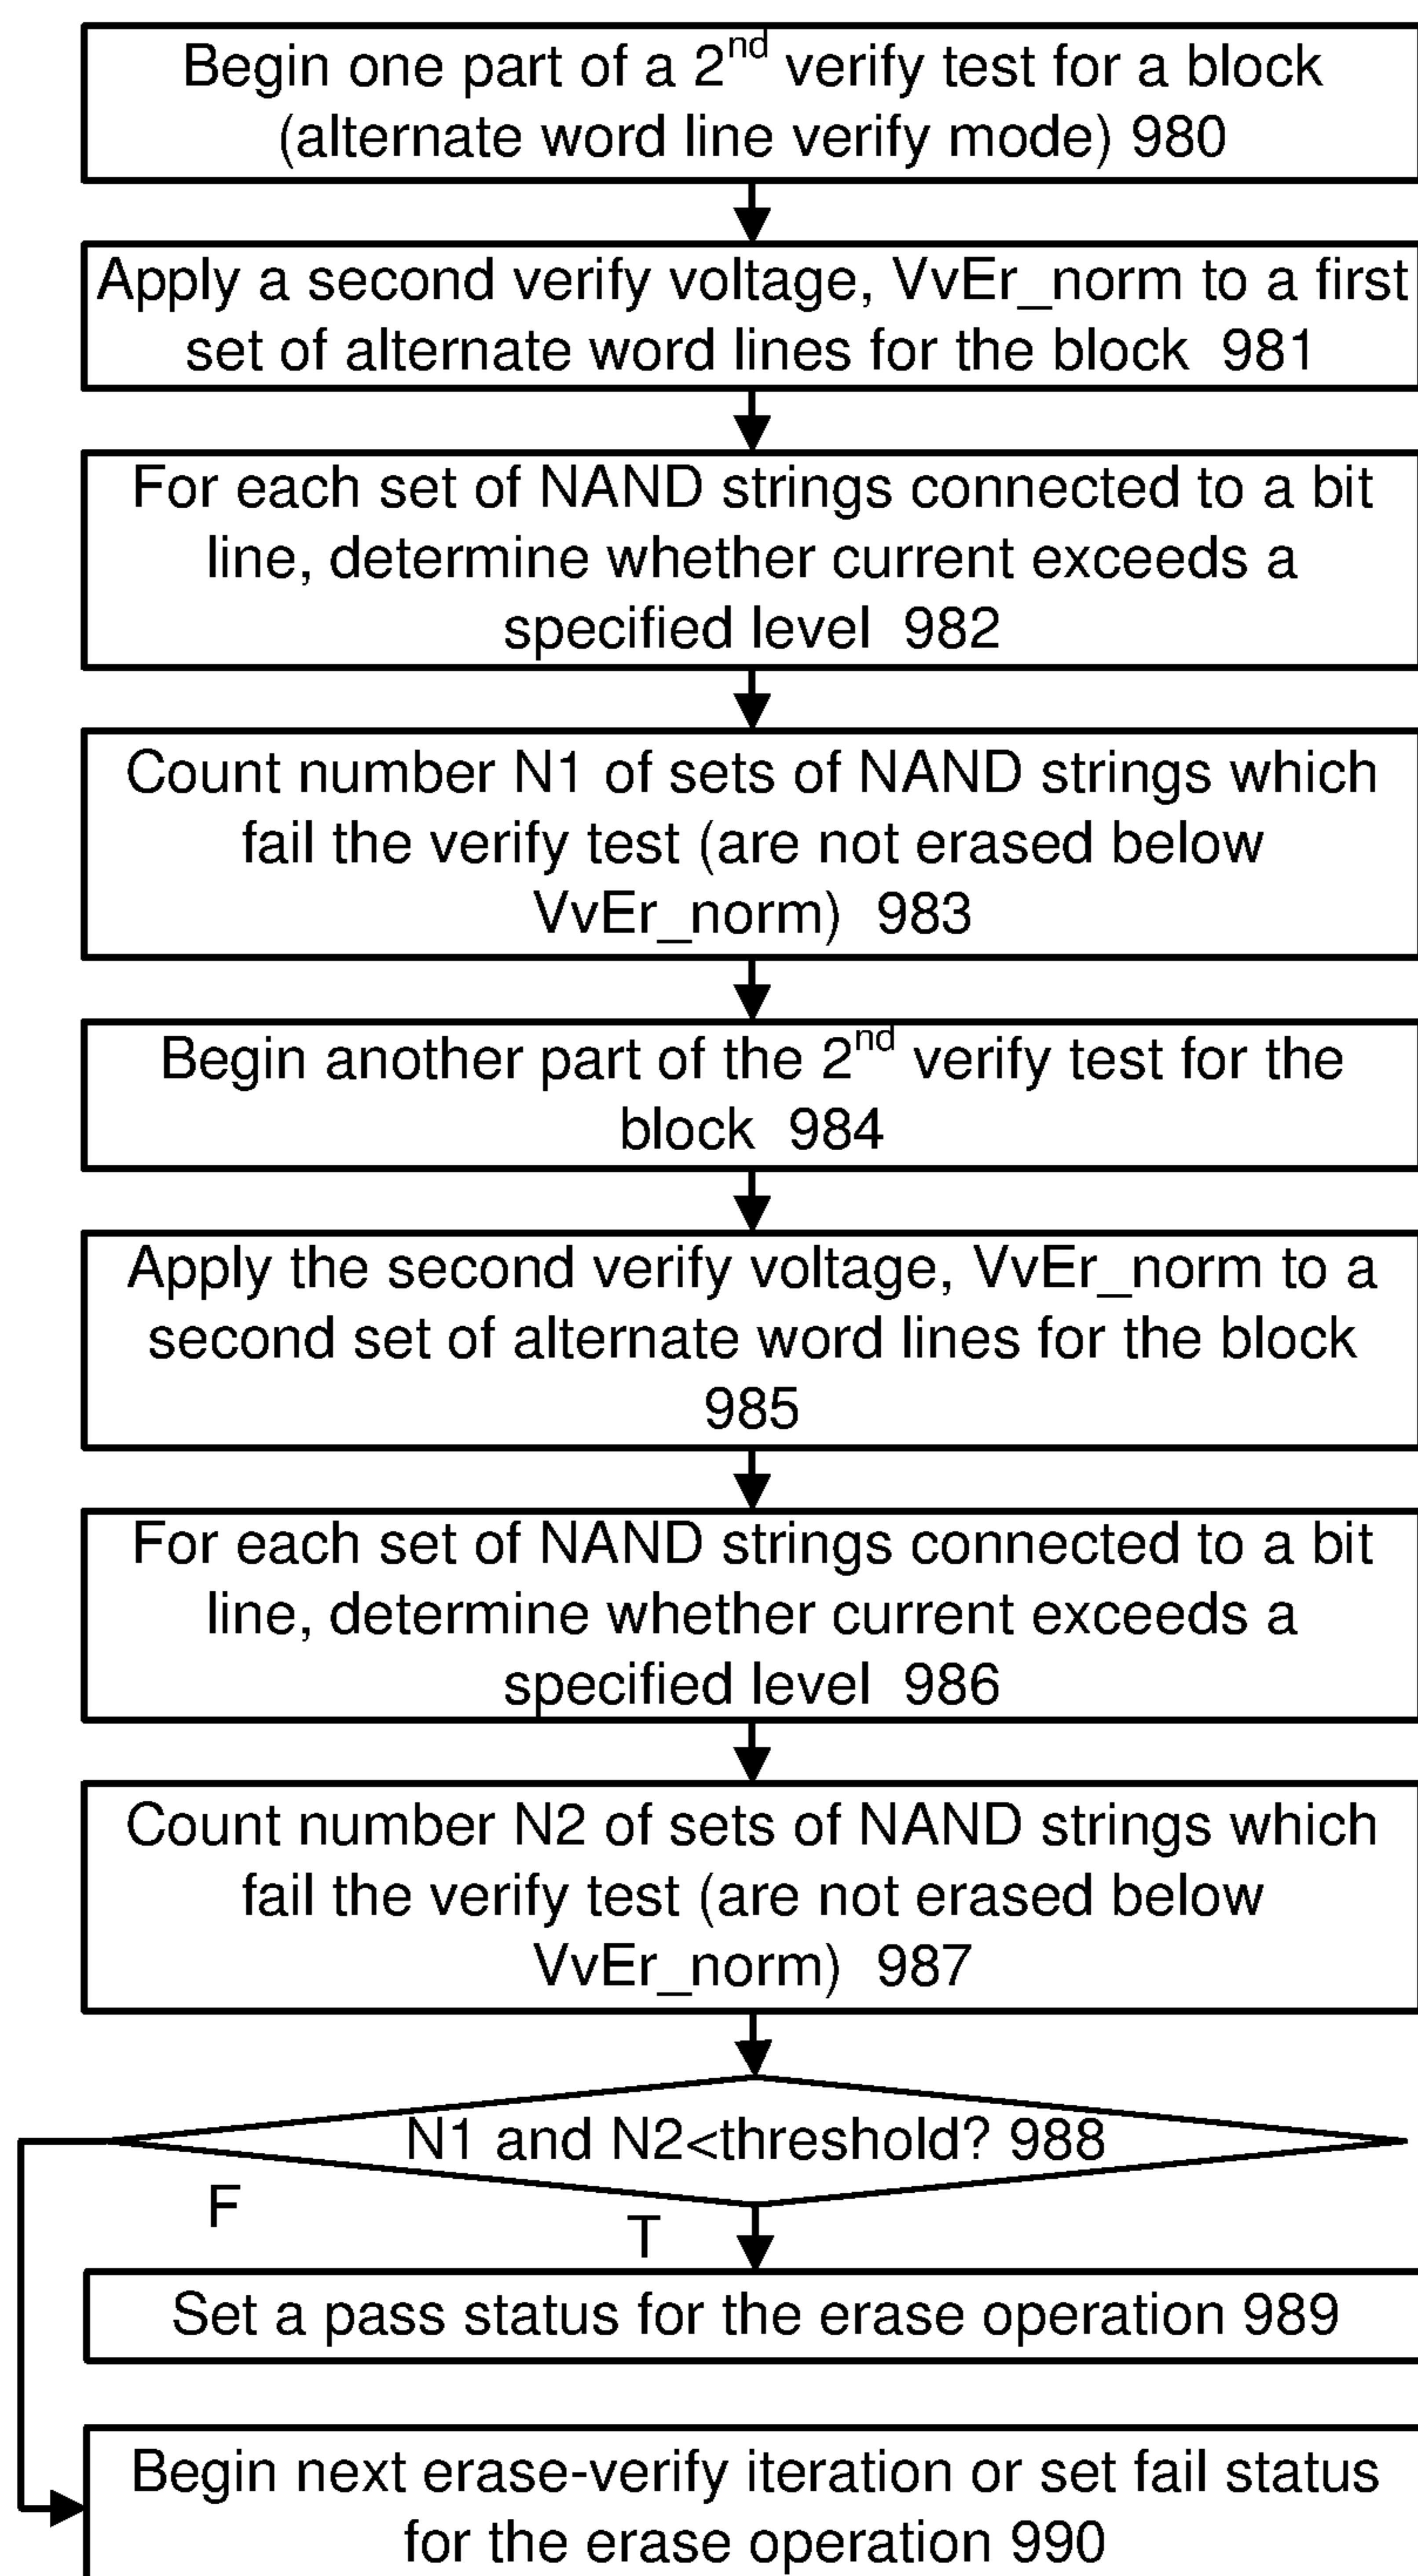 Begin one part of a 2nd verify test for a block
(alternate word line verify mode) 980
Apply a second verify voltage, VvEr_norm to a first
set of alternate word lines for the block 981
For each set of NAND strings connected to a bit
line, determine whether current exceeds a
specified level 982
Count number N1 of sets of NAND strings which
fail the verify test (are not erased below
VvEr_norm) 983
Begin another part of the 2nd verify test for the
block 984
Apply the second verify voltage, VvEr_norm to a
second set of alternate word lines for the block
985
For each set of NAND strings connected to a bit
line, determine whether current exceeds a
specified level 986
Count number N2 of sets of NAND strings which
fail the verify test (are not erased below
VvEr_norm) 987
N1 and N2<threshold? 988
F
T
Set a pass status for the erase operation 989
Begin next erase-verify iteration or set fail status
for the erase operation 990